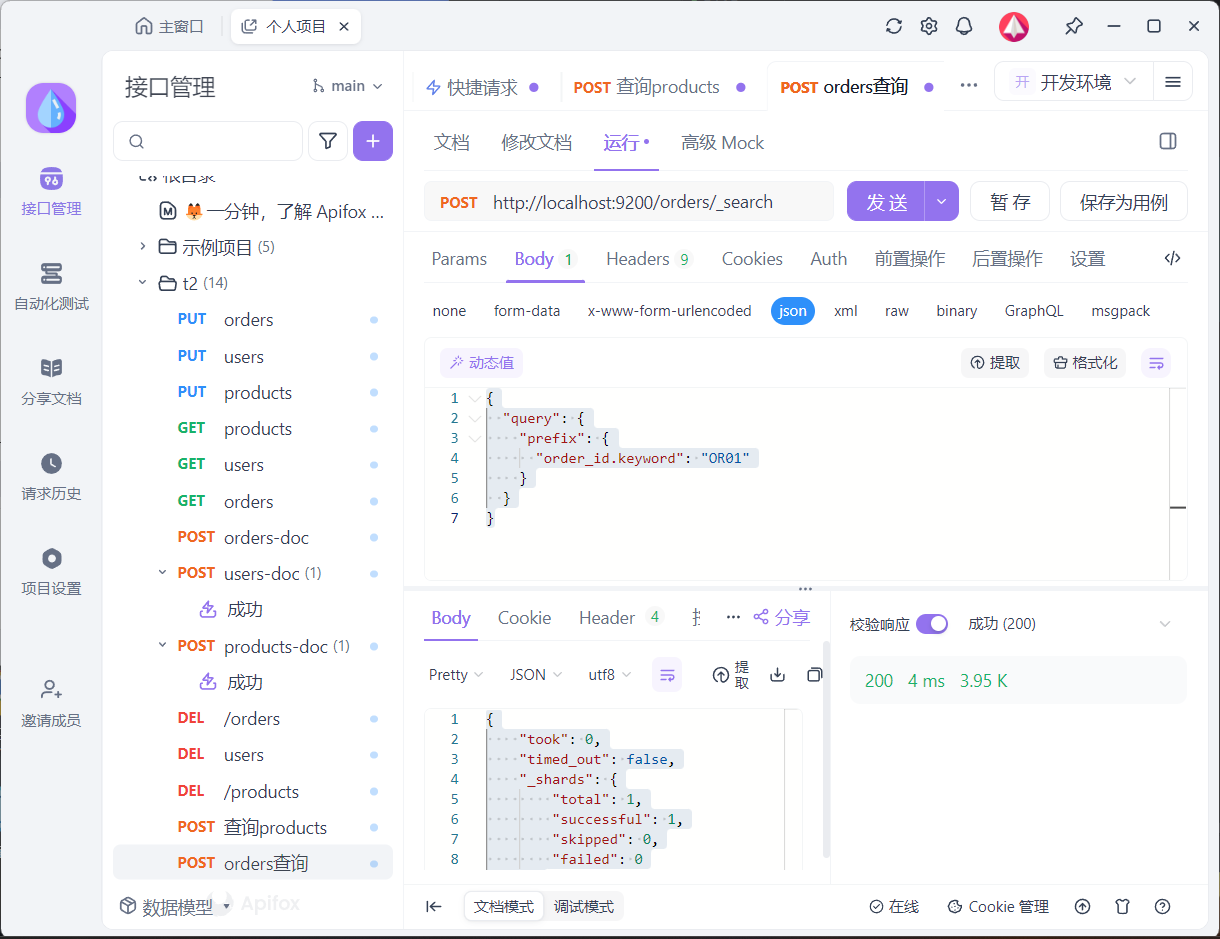 主窗口
个人项目
接口管理
自动化测试
分享文档
请求历史
项目设置
邀请成员
接口管理
main
根目录
一分钟，了解 Apifox ...
示例项目 (5)
t2 (14)
PUT orders
PUT users
PUT products
GET products
GET users
GET orders
POST orders-doc
POST users-doc (1)
成功
POST products-doc (1)
成功
DEL /orders
DEL users
DEL /products
POST 查询products
POST orders查询
数据模型
Apifox
快捷请求
POST 查询products
POST orders查询
开 开发环境
文档 修改文档 运行 高级 Mock
POST http://localhost:9200/orders/_search
发 送
暂 存
保存为用例
Params Body 1 Headers 9 Cookies Auth 前置操作 后置操作 设置
none form-data x-www-form-urlencoded json xml raw binary GraphQL msgpack
动态值 提取 格式化
1 {
2 "query": {
3 "prefix": {
4 "order_id.keyword": "OR01"
5 }
6 }
7 }
Body Cookie Header 4 分享
Pretty JSON utf8 提取
1 {
2 "took": 0,
3 "timed_out": false,
4 "_shards": {
5 "total": 1,
6 "successful": 1,
7 "skipped": 0,
8 "failed": 0
校验响应 成功 (200)
200 4 ms 3.95 K
文档模式 调试模式
在线 Cookie 管理